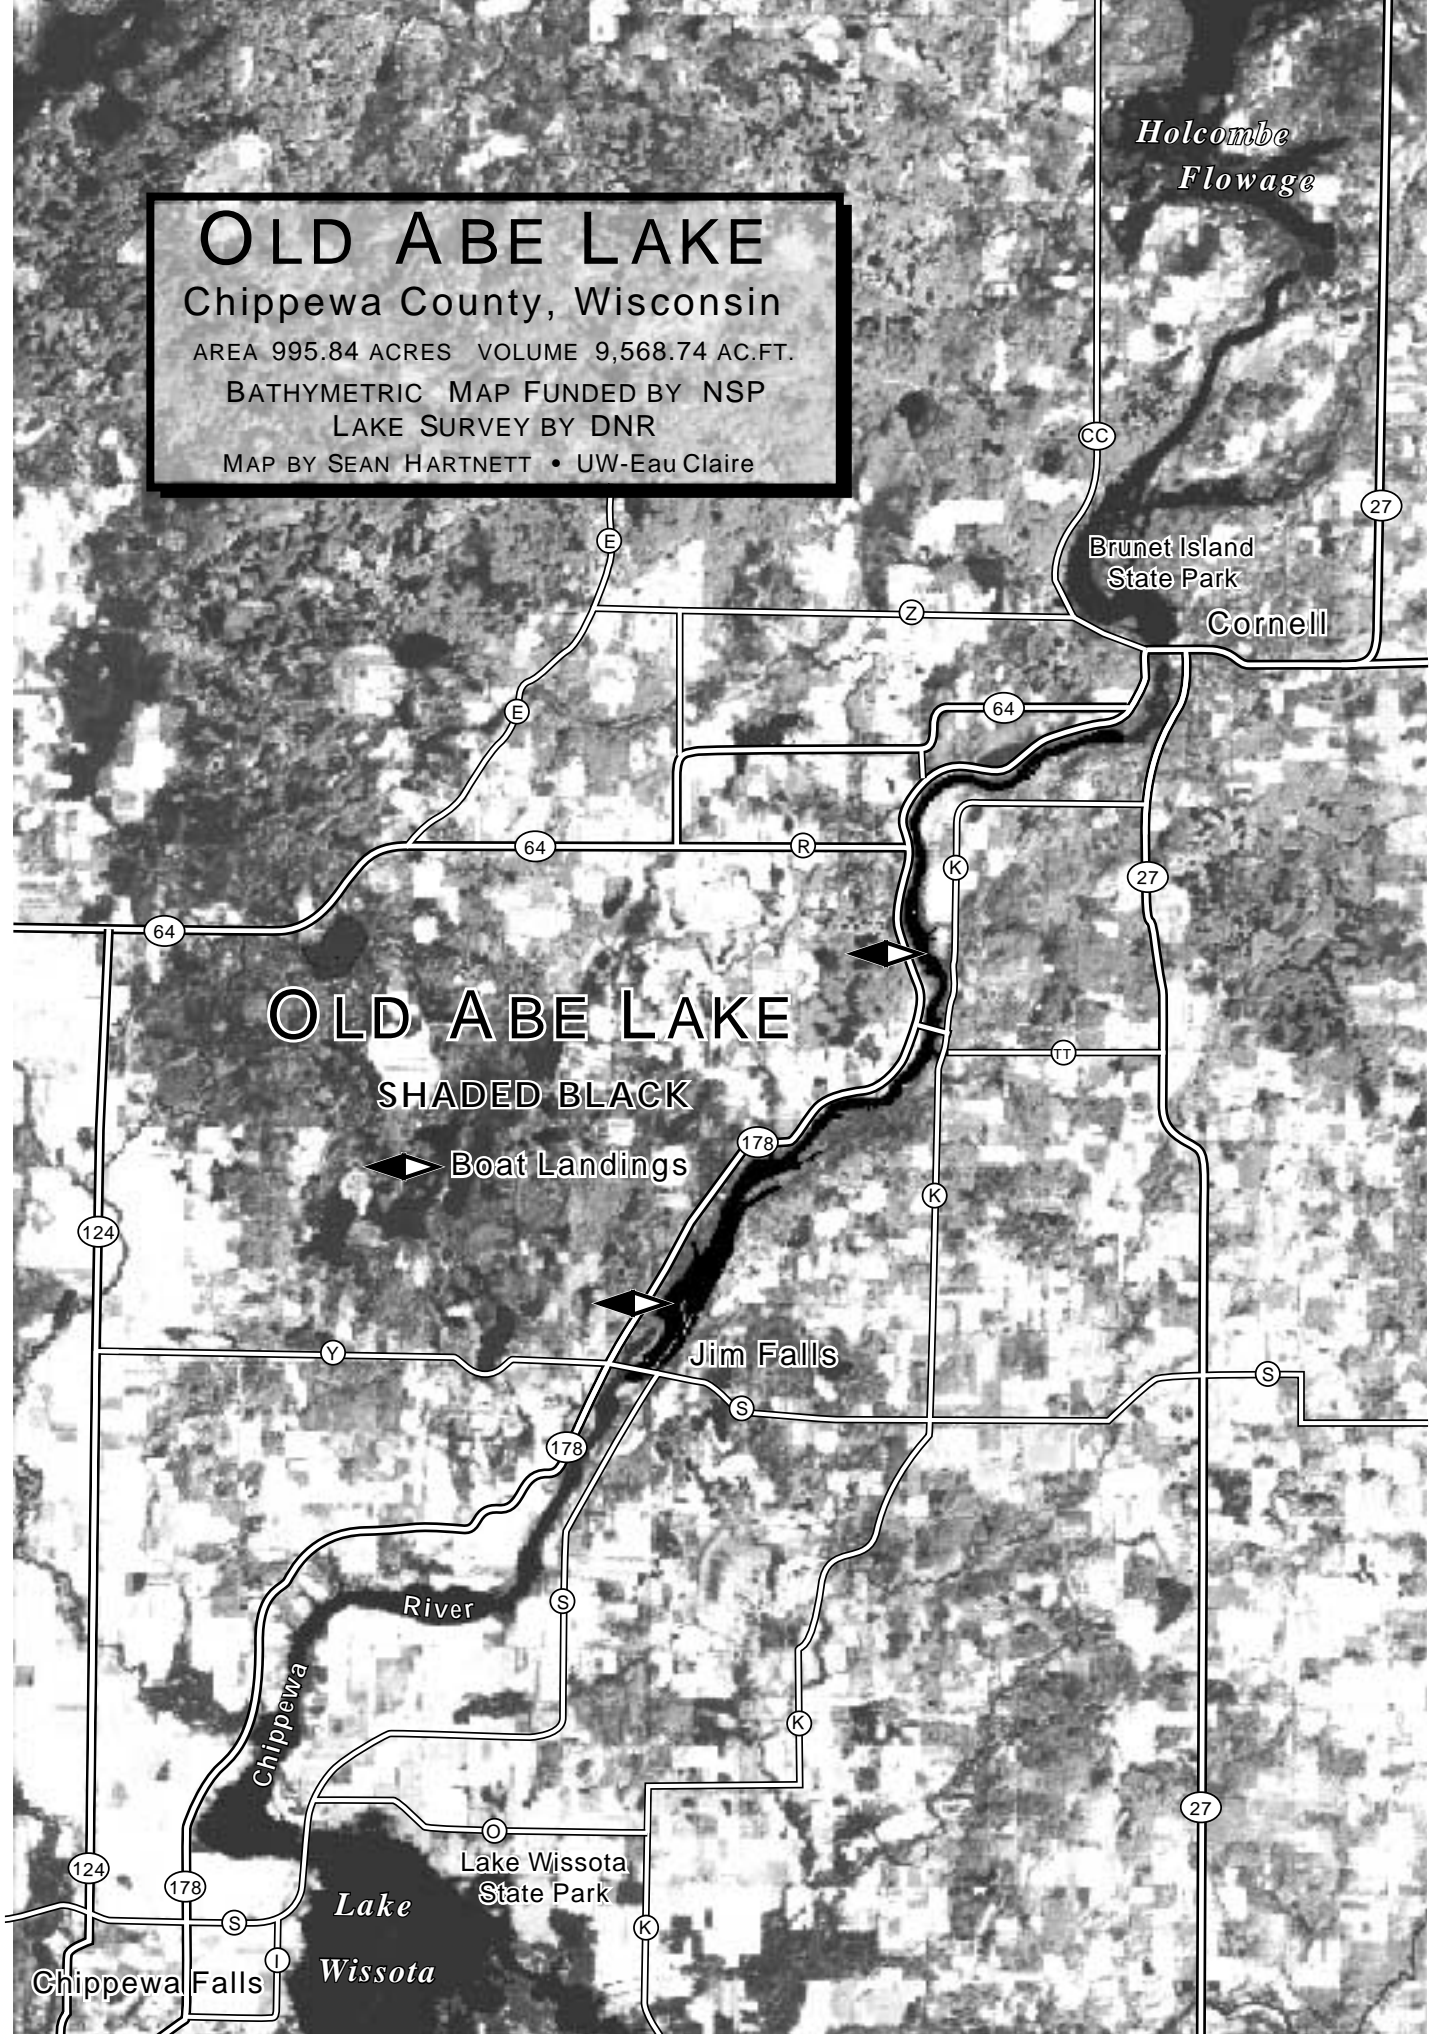 Holcombe
Flowage
OLD ABE LAKE
Chippewa County, Wisconsin
AREA 995.84 ACRES VOLUME 9,568.74 AC.FT.
BATHYMETRIC MAP FUNDED BY NSP
LAKE SURVEY BY DNR
MAP BY SEAN HARTNETT • UW-Eau Claire
CC
27
E
Brunet Island
State Park
Z
Cornell
E
64
64
R
K
27
64
OLD ABE LAKE
TT
SHADED BLACK
178
Boat Landings
K
124
Y
Jim Falls
S
S
178
S
River
Chippewa
K
27
O
Lake Wissota
State Park
124
178
Lake
S
K
I
Wissota
Chippewa Falls